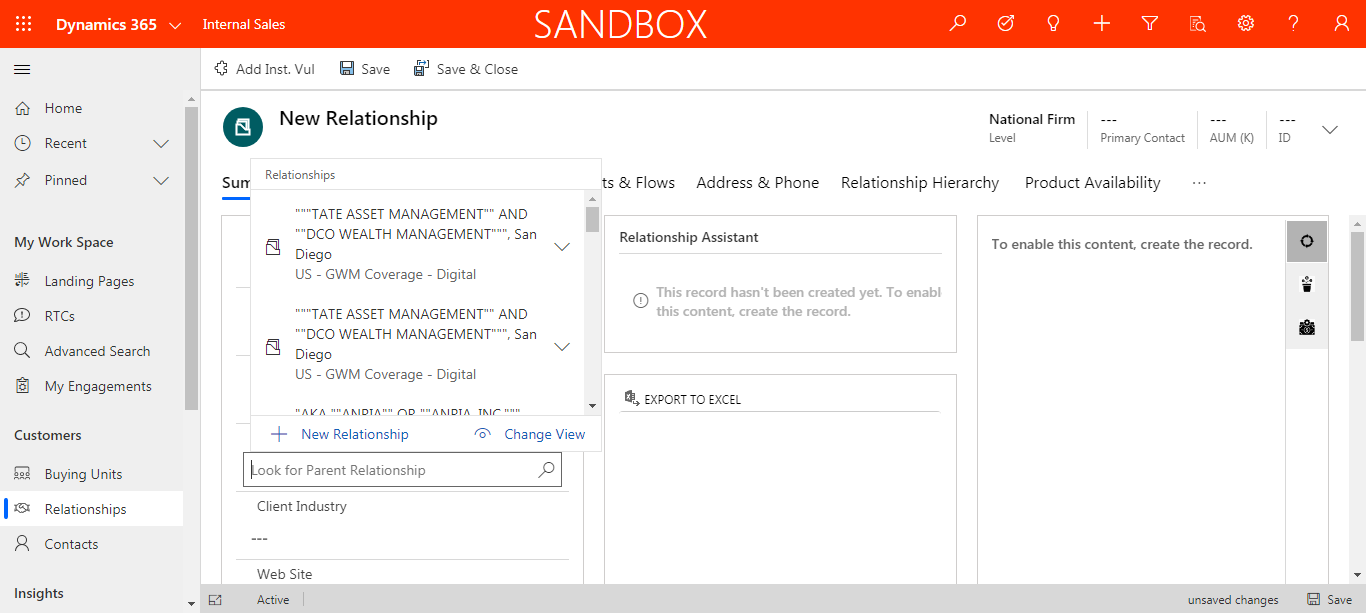 Dynamics 365
Internal Sales
SANDBOX
Add Inst. Vul
Save
Save & Close
Home
Recent
Pinned
My Work Space
Landing Pages
RTCs
Advanced Search
My Engagements
Customers
Buying Units
Relationships
Contacts
Insights
New Relationship
National Firm
Level
---
Primary Contact
---
AUM (K)
---
ID
Sum
ts & Flows
Address & Phone
Relationship Hierarchy
Product Availability
...
Relationships
"""TATE ASSET MANAGEMENT"" AND
""DCO WEALTH MANAGEMENT""", San
Diego
US - GWM Coverage - Digital
"""TATE ASSET MANAGEMENT"" AND
""DCO WEALTH MANAGEMENT""", San
Diego
US - GWM Coverage - Digital
"AKA ""ANRIA"" OR ""ANRIA, INC."""
New Relationship
Change View
Look for Parent Relationship
Client Industry
---
Web Site
Relationship Assistant
This record hasn't been created yet. To enabl
this content, create the record.
EXPORT TO EXCEL
To enable this content, create the record.
Active
unsaved changes
Save